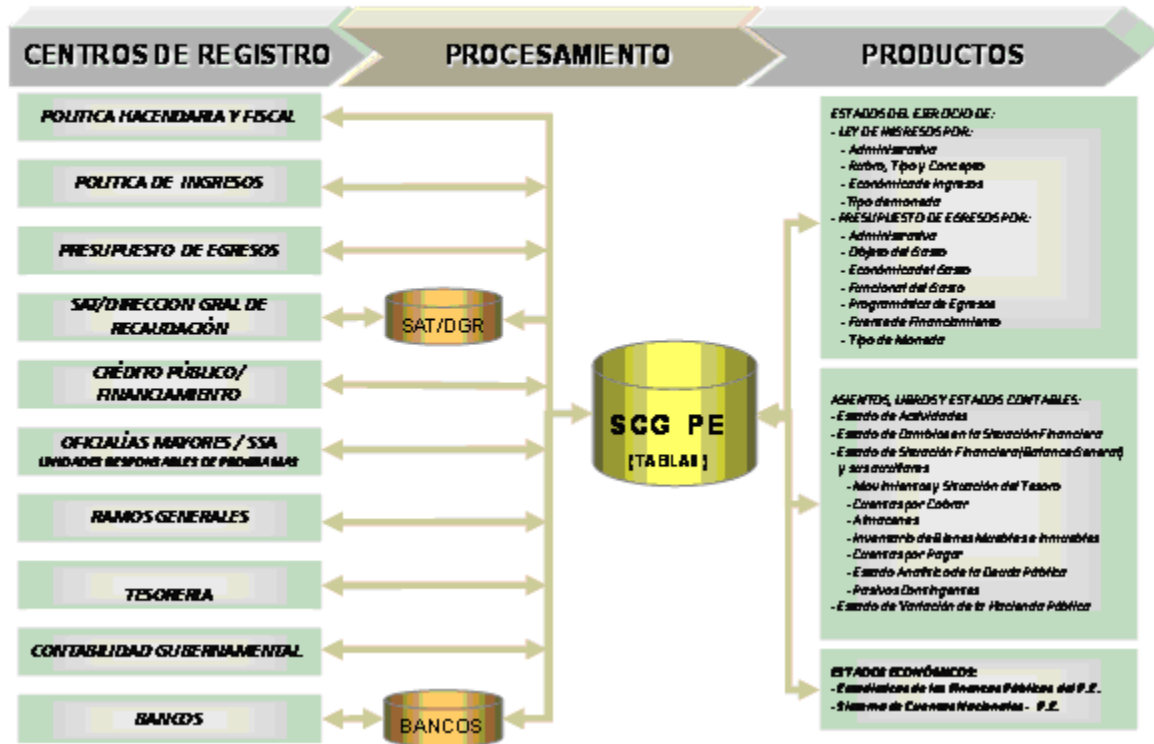 CENTROS DE REGISTRO
PROCESAMIENTO
PRODUCTOS
POLITICA HACENDARIA Y FISCAL
POLITICA DE INGRESOS
PRESUPUESTO DE EGRESOS
SAT/DIRECCION GRAL DE
RECAUDACIÓN
CRÉDITO PÚBLICO/
FINANCIAMIENTO
OFICIALÍAS MAYORES / SSA
UNIDADES RESPONSABLES DE PROGRAMAS
RAMOS GENERALES
TESORERIA
CONTABILIDAD GUBERNAMENTAL
BANCOS
SAT/DGR
BANCOS
SCG PE
(TABLAS)
ESTADOS DEL EJERCICIO DE:
- LEY DE INGRESOS POR:
- Administrativa
- Rubro, Tipo y Concepto
- Económica de Ingresos
- Tipo de moneda
- PRESUPUESTO DE EGRESOS POR:
- Administrativa
- Objeto del Gasto
- Económica del Gasto
- Funcional del Gasto
- Programática de Egresos
- Fuente de Financiamiento
- Tipo de Moneda
ASIENTOS, LIBROS Y ESTADOS CONTABLES:
- Estado de Actividades
- Estado de Cambios en la Situación Financiera
- Estado de Situación Financiera (Balance General)
y sus auxiliares
- Movimientos y Situación del Tesoro
- Cuentas por Cobrar
- Almacenes
- Inventario de Bienes Muebles e Inmuebles
- Cuentas por Pagar
- Estado Analítico de la Deuda Pública
- Pasivos Contingentes
- Estado de Variación de la Hacienda Pública
ESTADOS ECONÓMICOS:
- Estadísticas de las Finanzas Públicas del P.E.
- Sistema de Cuentas Nacionales - P.E.